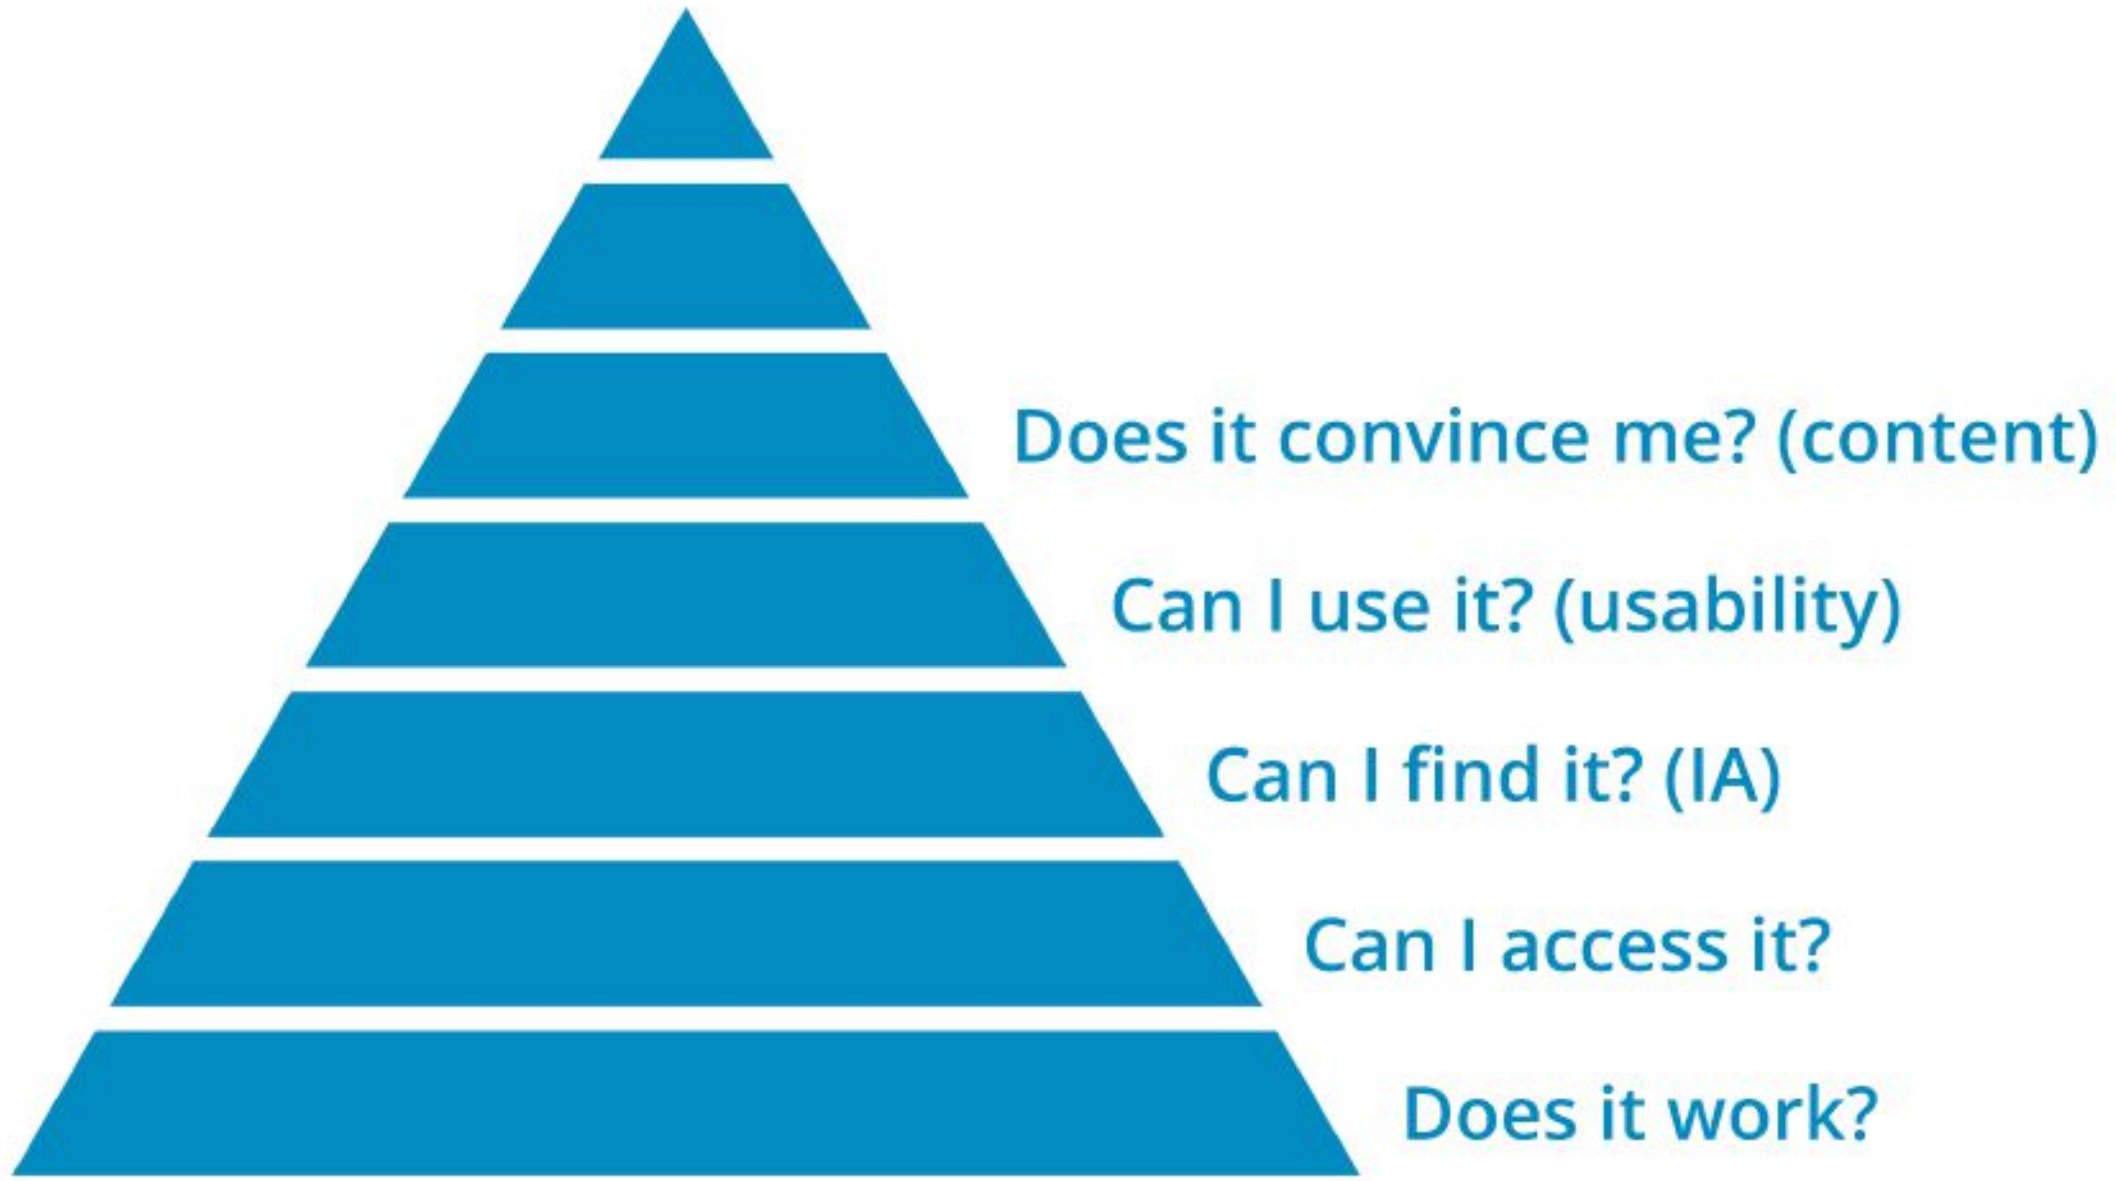 Does it convince me? (content)
Can I use it? (usability)
Can I find it? (IA)
Can I access it?
Does it work?